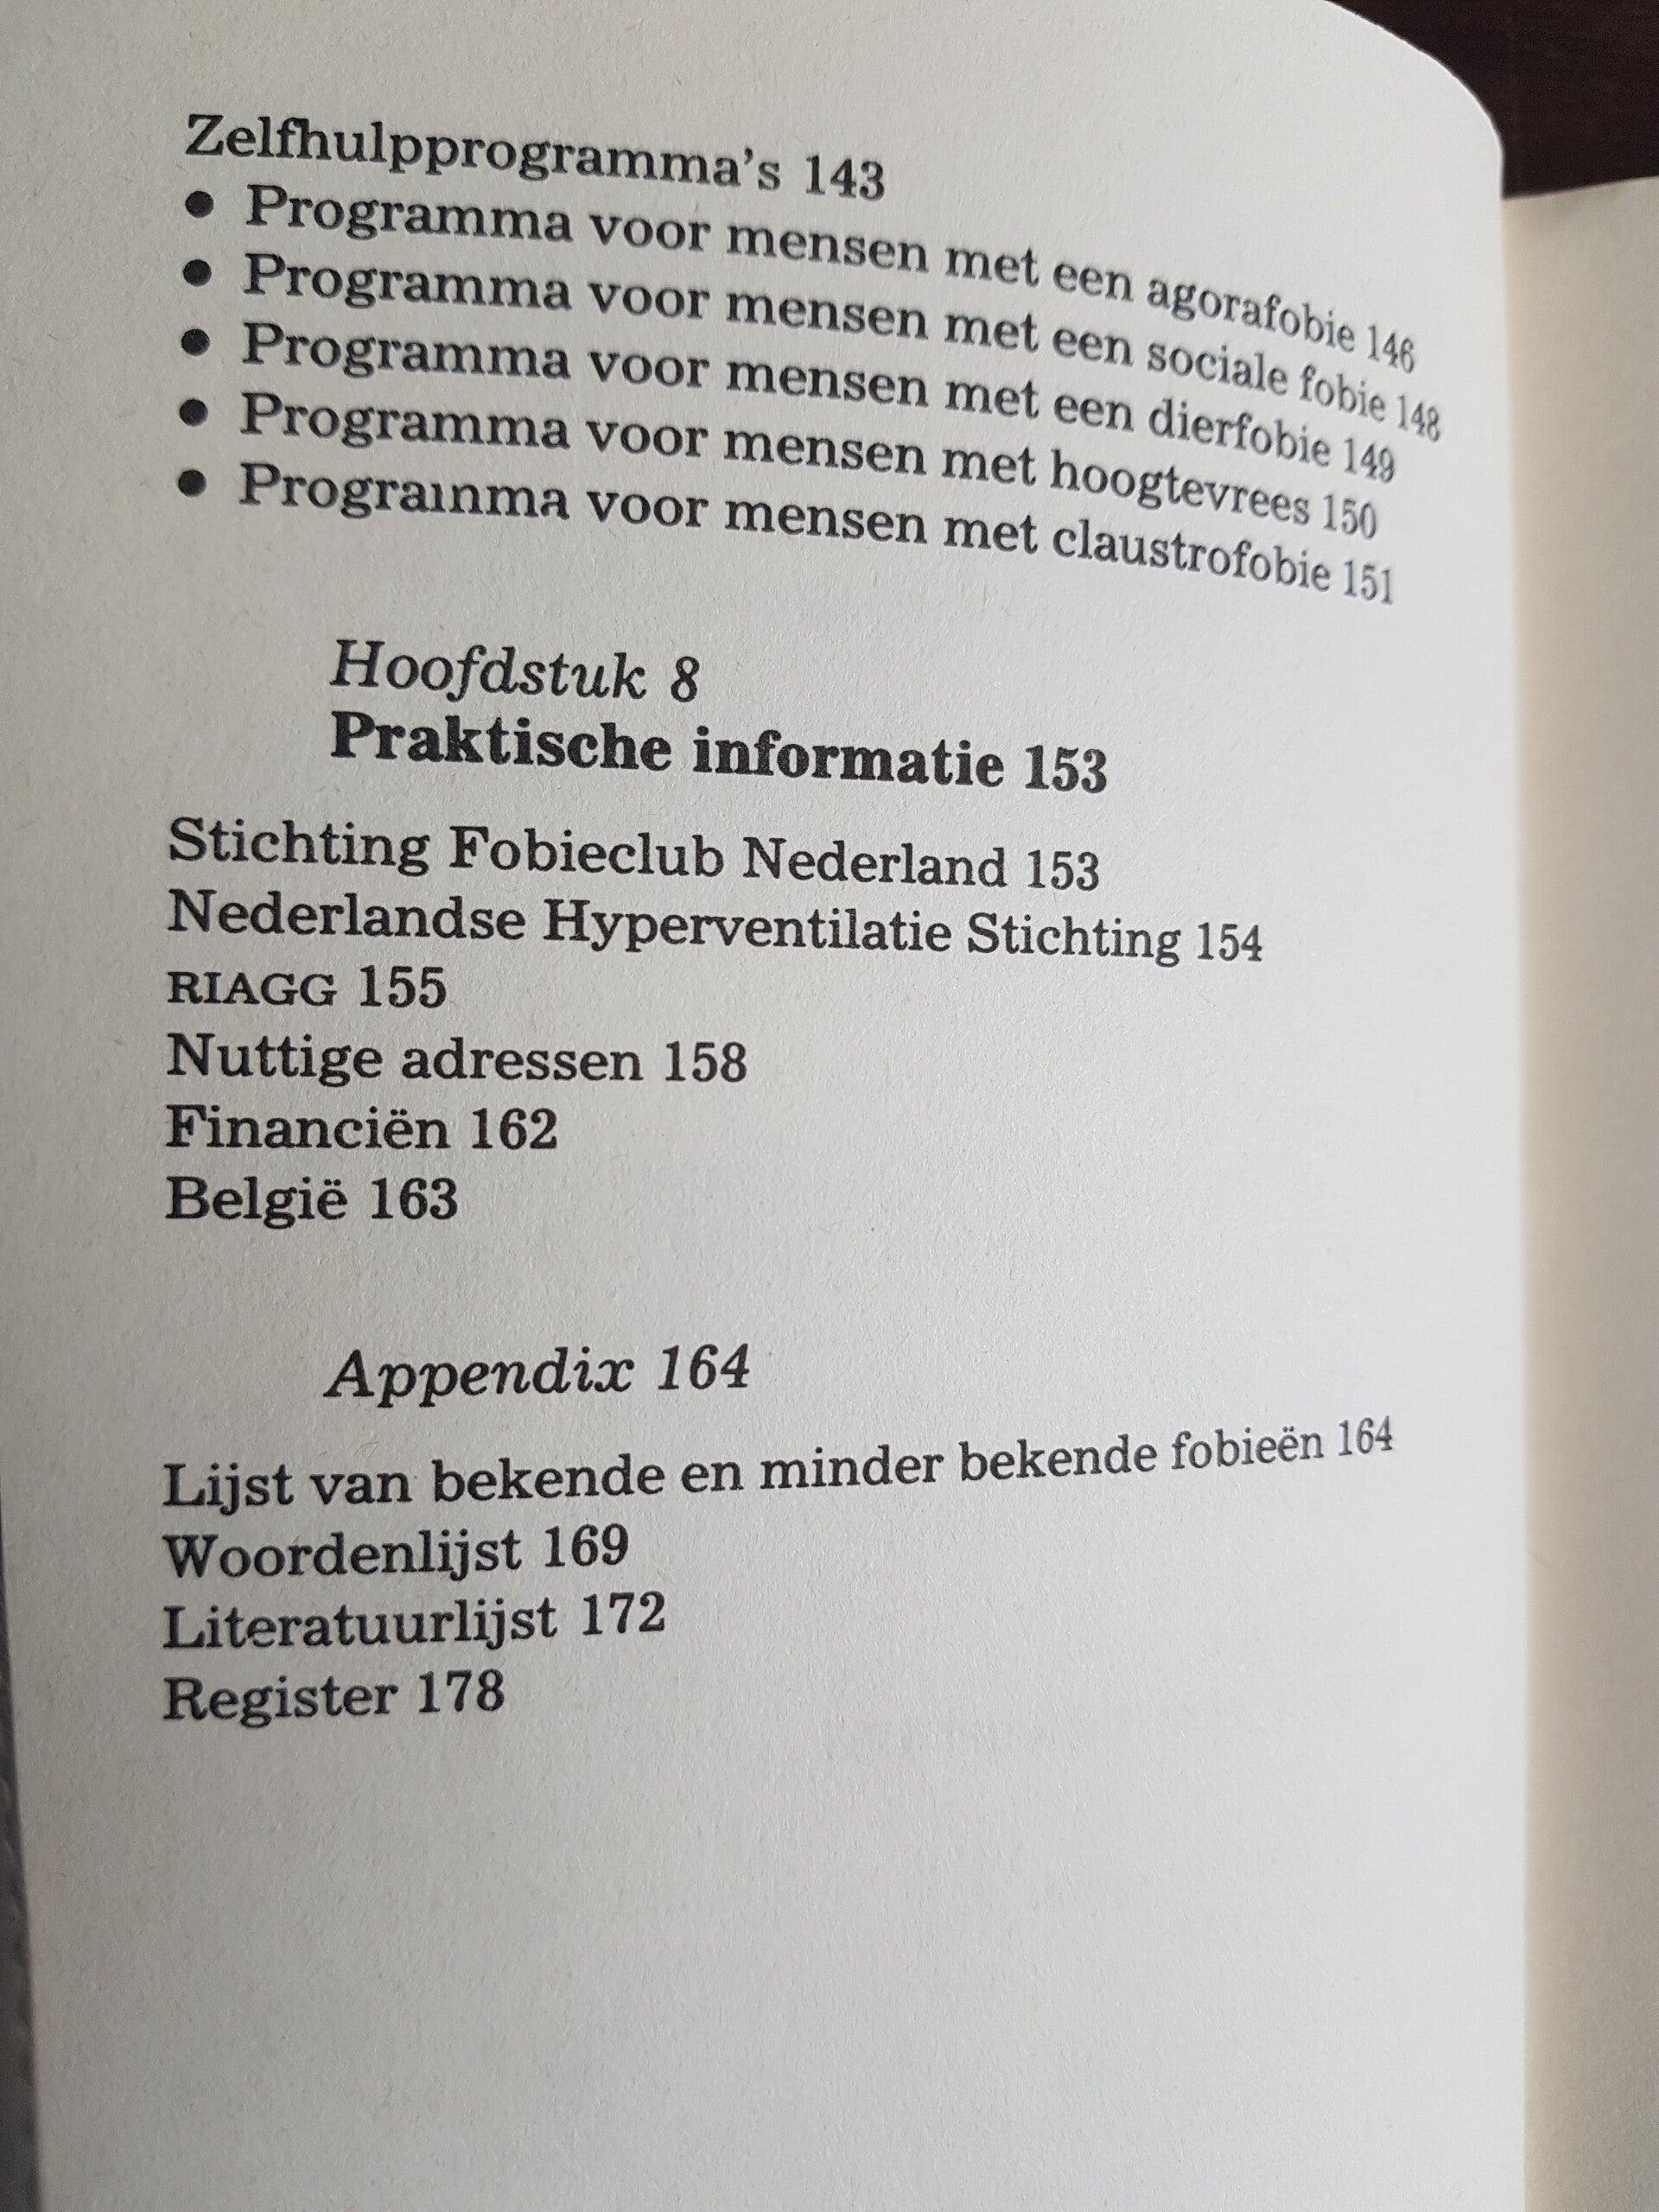 Zelfhulpprogramma's 143
• Programma voor mensen met een agorafobie 146
• Programma voor mensen met een sociale fobie 148
• Programma voor mensen met een dierfobie 149
• Programma voor mensen met hoogtevrees 150
• Programma voor mensen met claustrofobie 151
Hoofdstuk 8
Praktische informatie 153
Stichting Fobieclub Nederland 153
Nederlandse Hyperventilatie Stichting 154
RIAGG 155
Nuttige adressen 158
Financiën 162
België 163
Appendix 164
Lijst van bekende en minder bekende fobieën 164
Woordenlijst 169
Literatuurlijst 172
Register 178